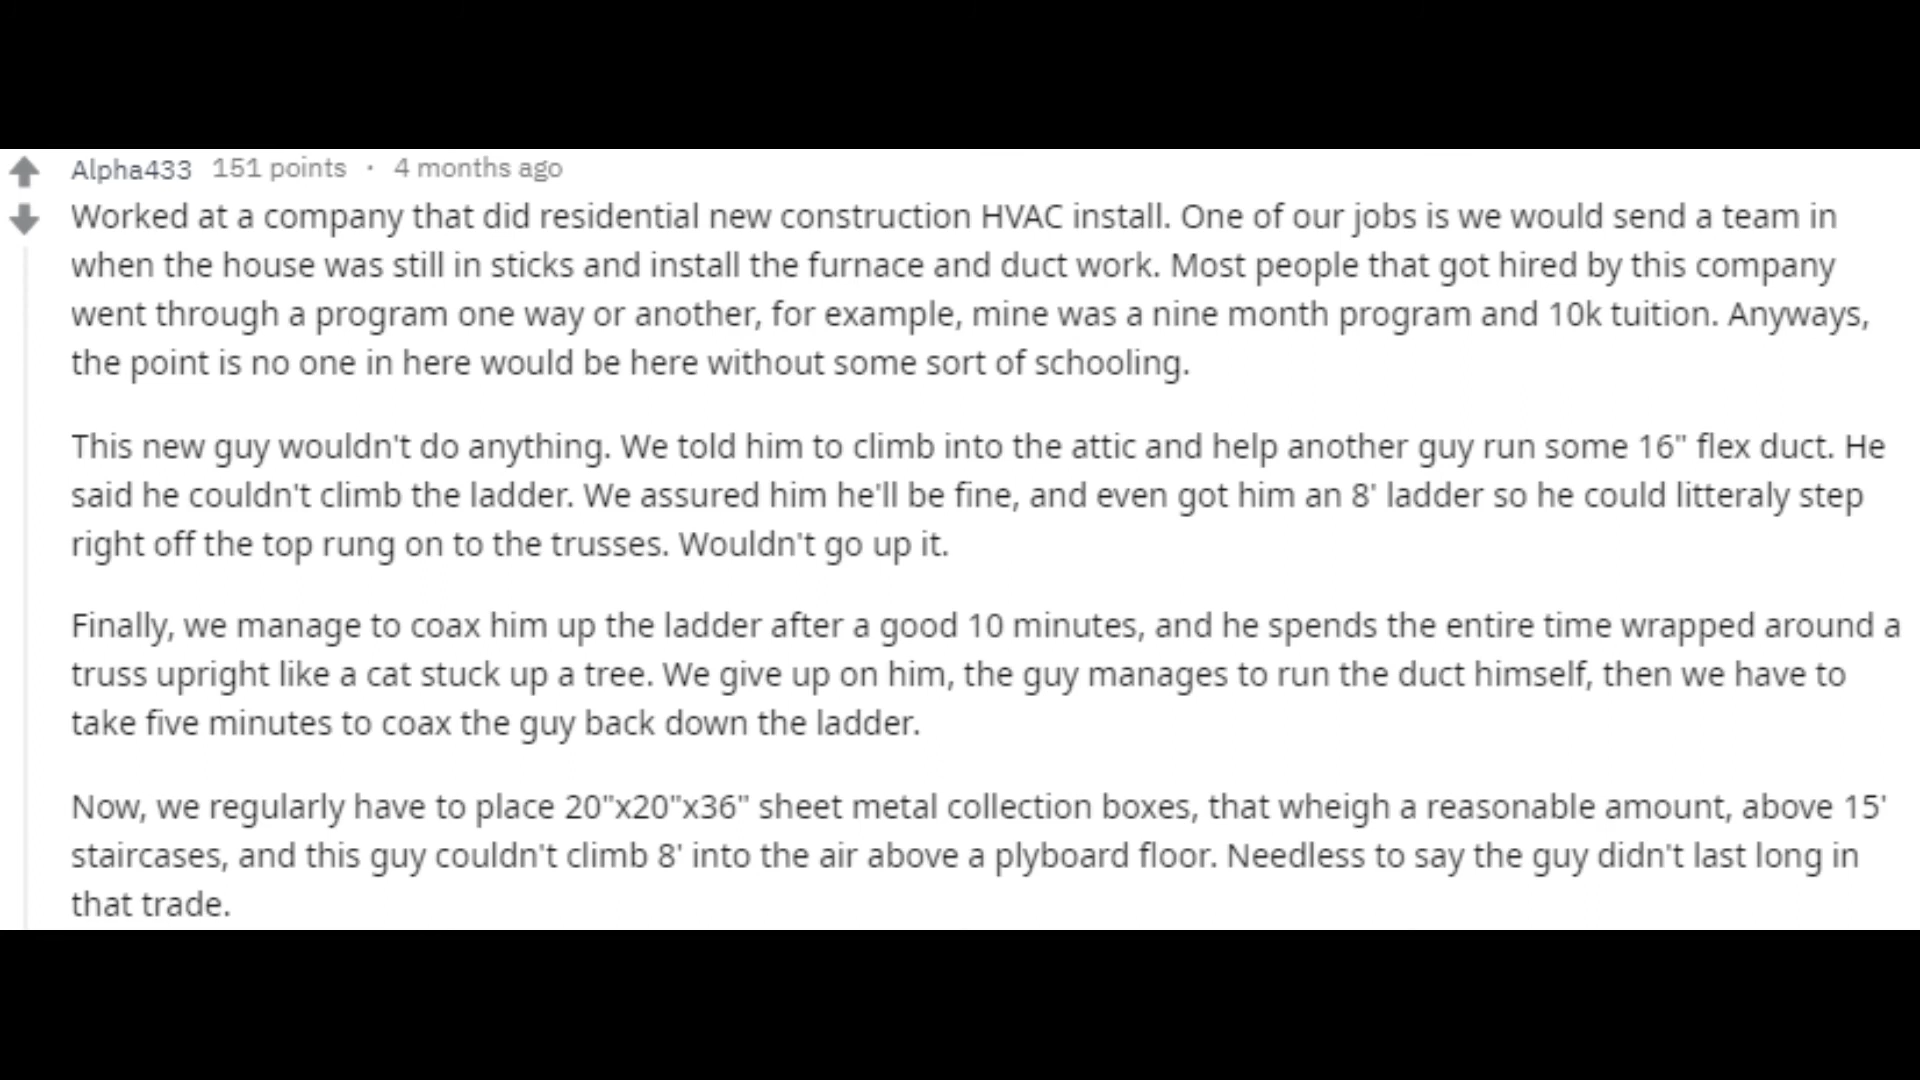 Alpha433 151 points · 4 months ago
Worked at a company that did residential new construction HVAC install. One of our jobs is we would send a team in
when the house was still in sticks and install the furnace and duct work. Most people that got hired by this company
went through a program one way or another, for example, mine was a nine month program and 10k tuition. Anyways,
the point is no one in here would be here without some sort of schooling.
This new guy wouldn't do anything. We told him to climb into the attic and help another guy run some 16" flex duct. He
said he couldn't climb the ladder. We assured him he'll be fine, and even got him an 8' ladder so he could litteraly step
right off the top rung on to the trusses. Wouldn't go up it.
Finally, we manage to coax him up the ladder after a good 10 minutes, and he spends the entire time wrapped around a
truss upright like a cat stuck up a tree. We give up on him, the guy manages to run the duct himself, then we have to
take five minutes to coax the guy back down the ladder.
Now, we regularly have to place 20"x20"x36" sheet metal collection boxes, that wheigh a reasonable amount, above 15'
staircases, and this guy couldn't climb 8' into the air above a plyboard floor. Needless to say the guy didn't last long in
that trade.